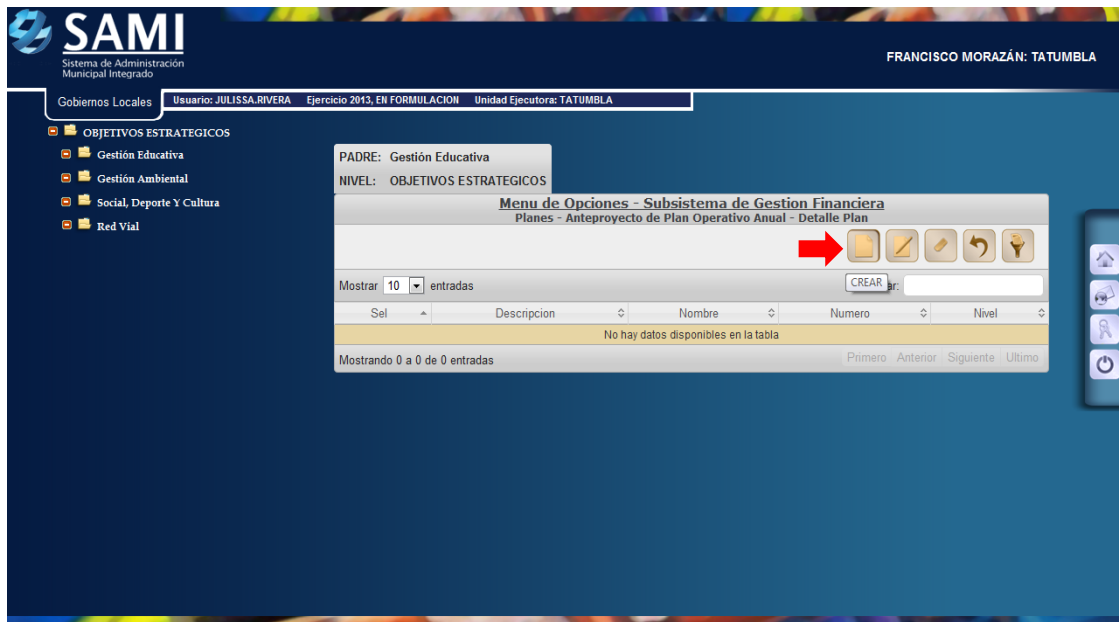 SAMI
Sistema de Administración
Municipal Integrado
FRANCISCO MORAZÁN: TATUMBLA
Gobiernos Locales
Usuario: JULISSA.RIVERA Ejercicio 2013, EN FORMULACION Unidad Ejecutora: TATUMBLA
OBJETIVOS ESTRATEGICOS
Gestión Educativa
Gestión Ambiental
Social, Deporte Y Cultura
Red Vial
PADRE: Gestión Educativa
NIVEL: OBJETIVOS ESTRATEGICOS
Menu de Opciones - Subsistema de Gestion Financiera
Planes - Anteproyecto de Plan Operativo Anual - Detalle Plan
Mostrar 10 entradas
CREAR ar:
Sel Descripcion Nombre Numero Nivel
No hay datos disponibles en la tabla
Mostrando 0 a 0 de 0 entradas
Primero Anterior Siguiente Ultimo